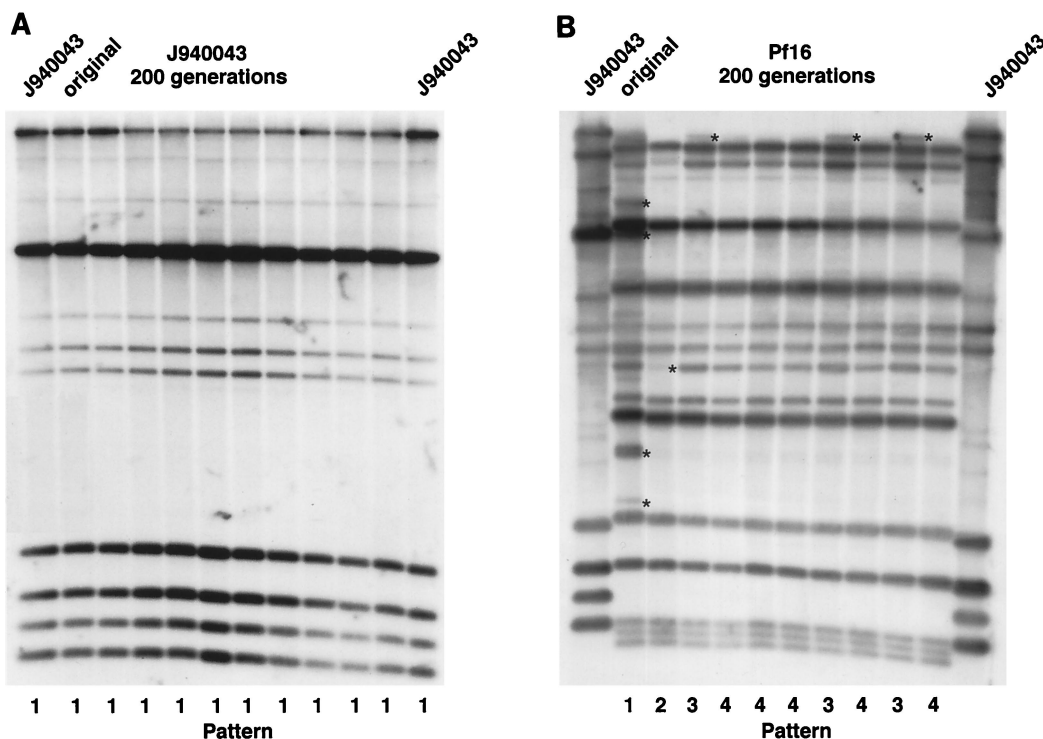 A
J940043
original
J940043
200 generations
J940043
1 1 1 1 1 1 1 1 1 1 1 1
Pattern
B
J940043
original
Pf16
200 generations
J940043
* * *
*
*
*
*
*
1 2 3 4 4 4 3 4 3 4
Pattern